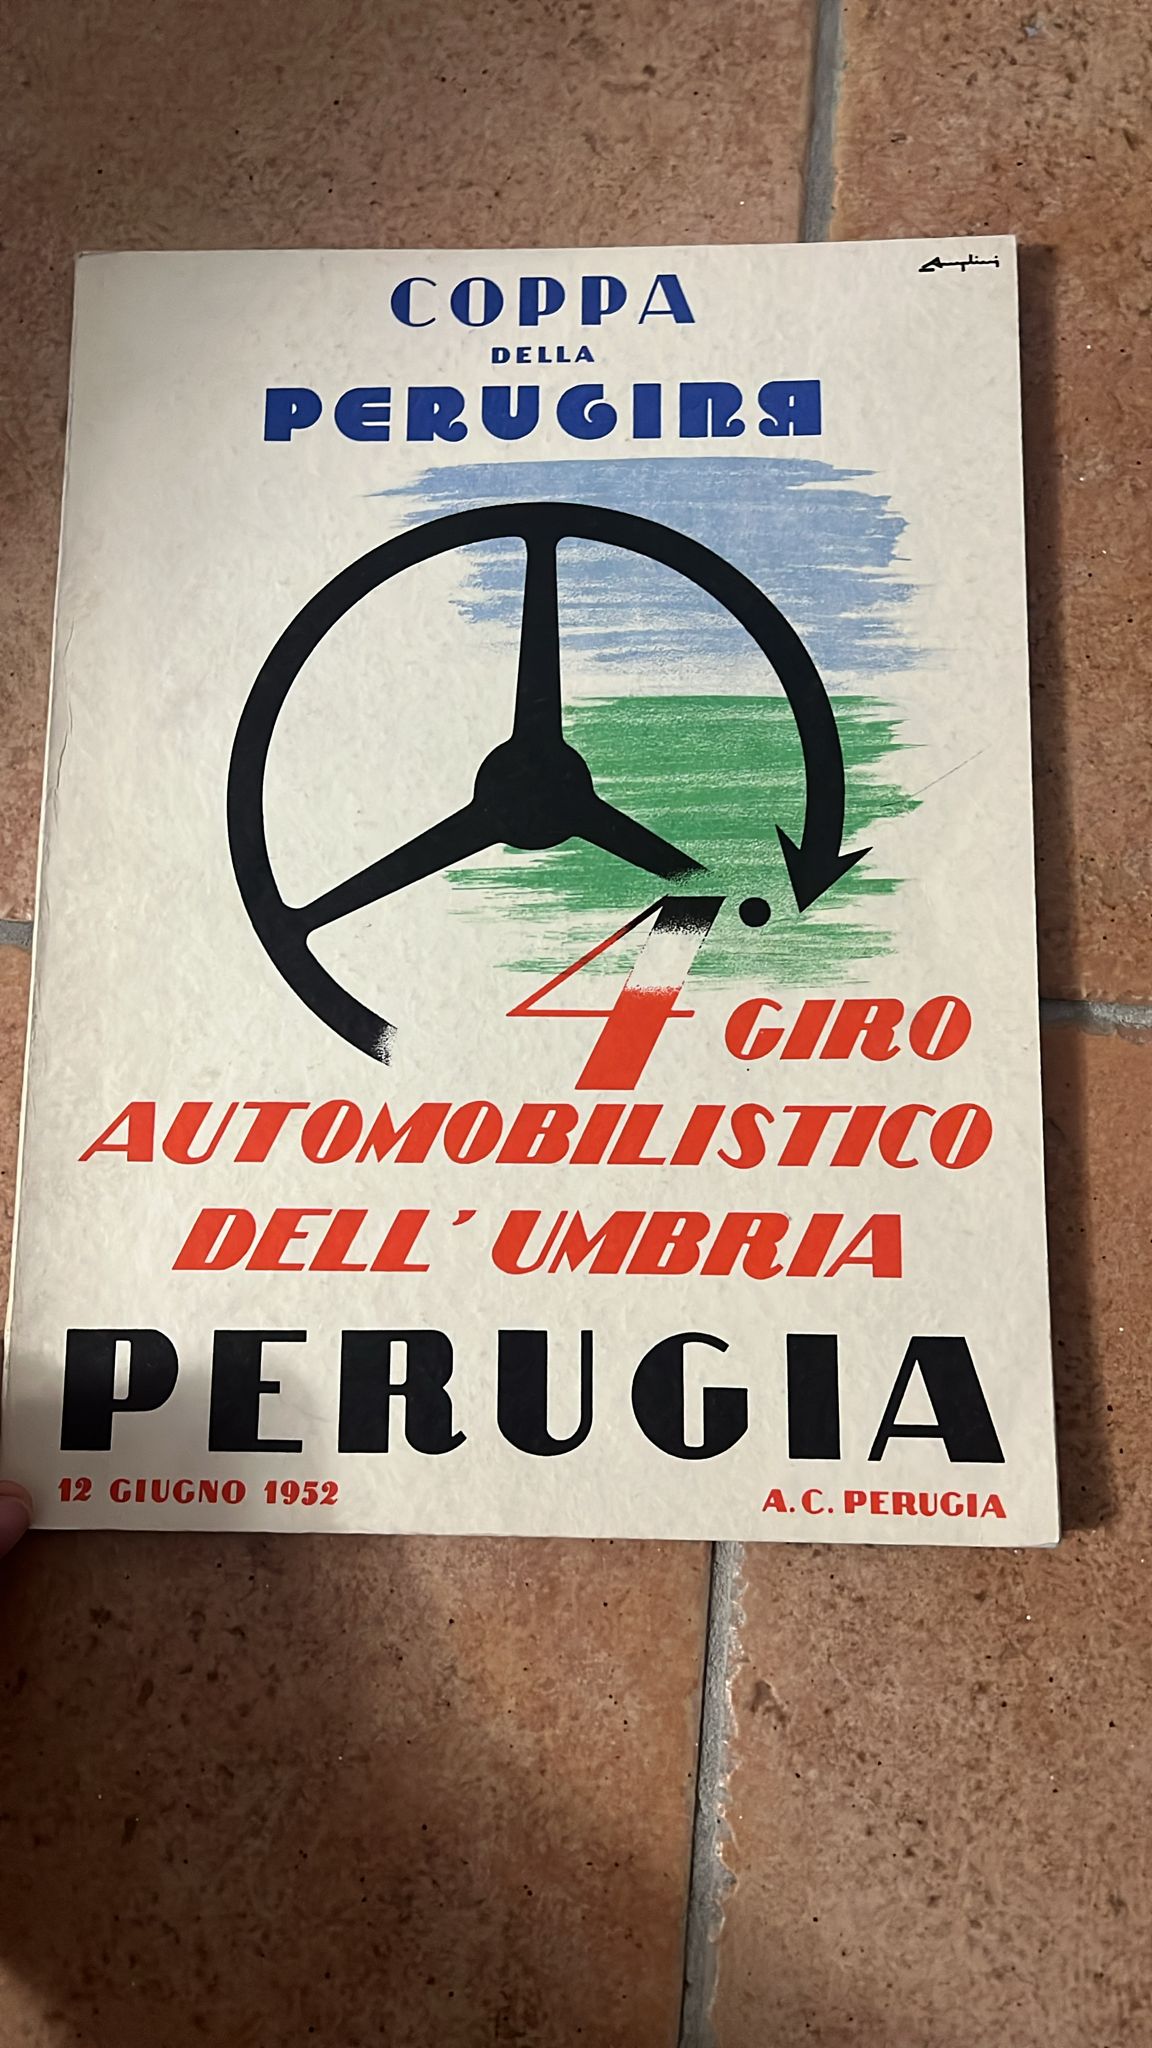 COPPA
DELLA
PERUGINA
4. GIRO
AUTOMOBILISTICO
DELL'UMBRIA
PERUGIA
12 GIUGNO 1952
A.C. PERUGIA